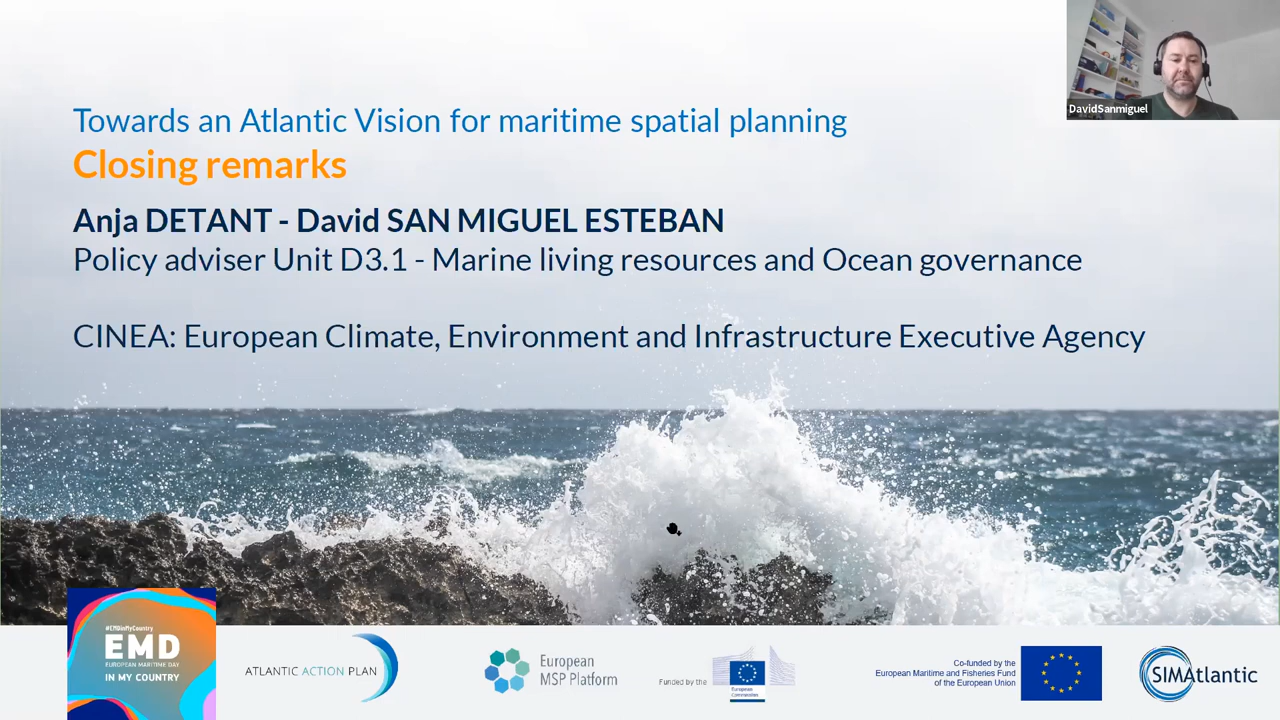 DavidSanmiguel
Towards an Atlantic Vision for maritime spatial planning
Closing remarks
Anja DETANT - David SAN MIGUEL ESTEBAN
Policy adviser Unit D3.1 - Marine living resources and Ocean governance
CINEA: European Climate, Environment and Infrastructure Executive Agency
#EMDinMyCountry
EMD
EUROPEAN MARITIME DAY
IN MY COUNTRY
ATLANTIC ACTION PLAN
European
MSP Platform
Funded by the
European
Commission
Co-funded by the
European Maritime and Fisheries Fund
of the European Union
SIMAtlantic